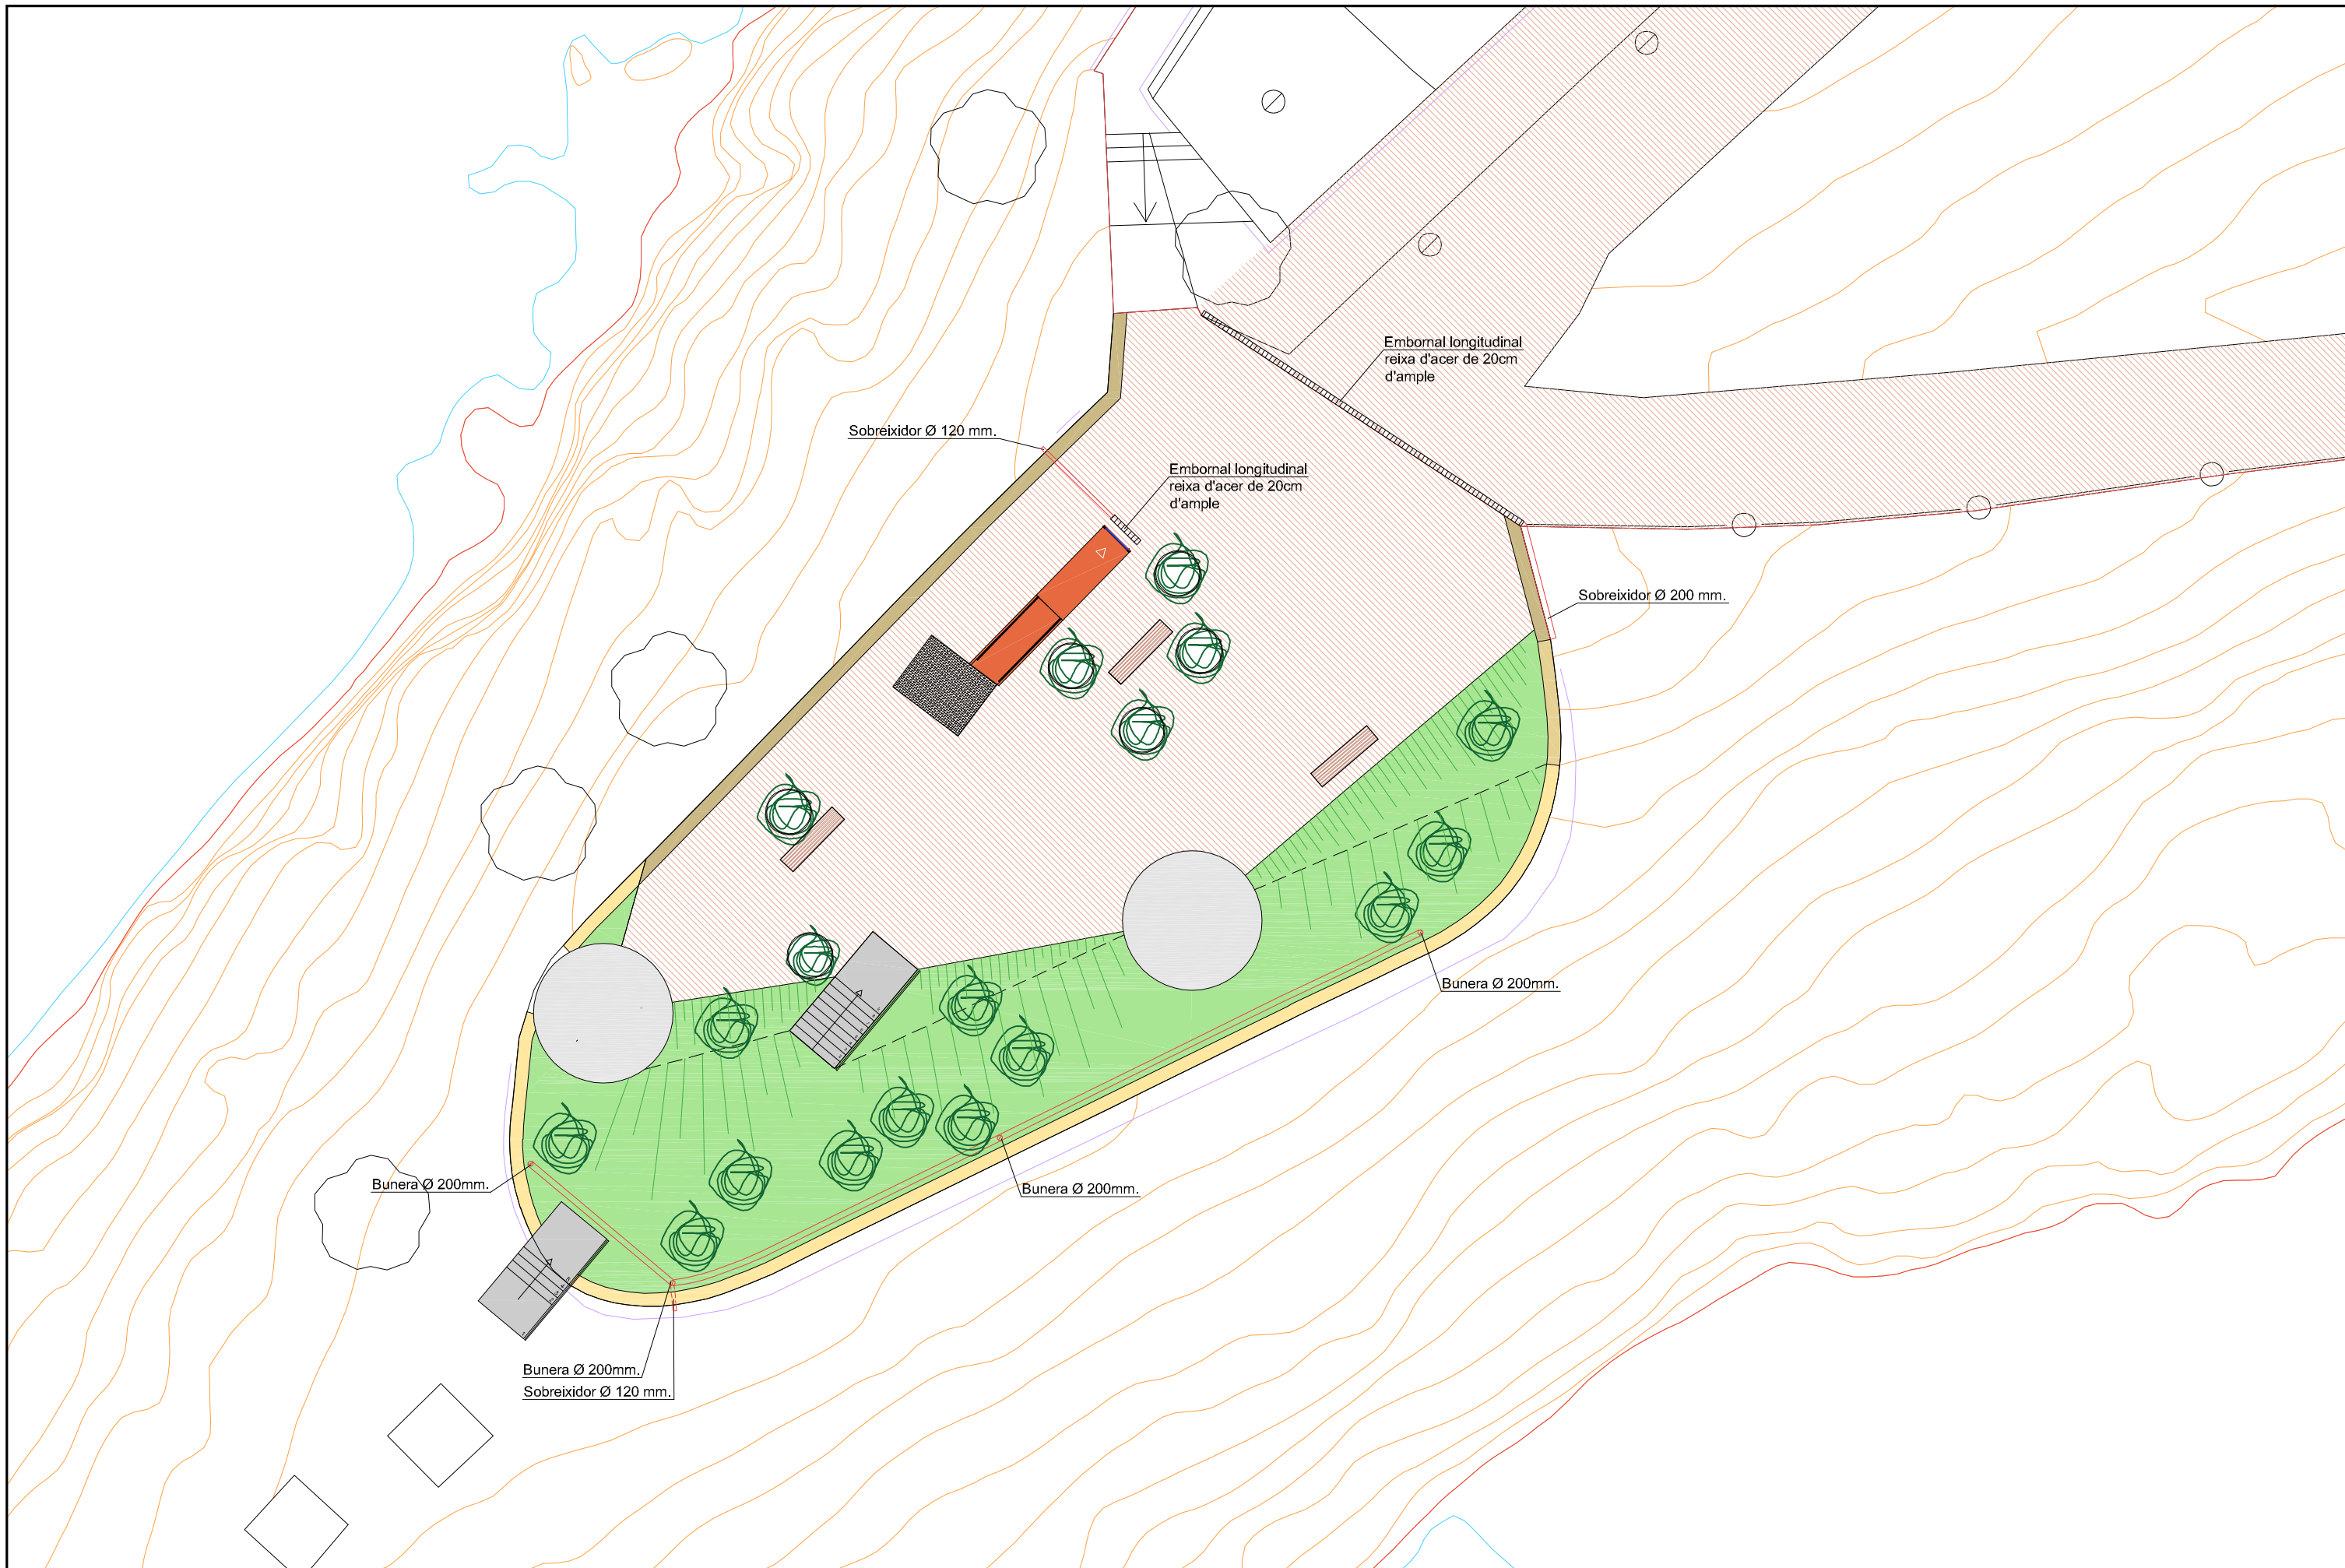 Embornal longitudinal
reixa d'acer de 20cm
d'ample
Sobreixidor Ø 120 mm.
Embornal longitudinal
reixa d'acer de 20cm
d'ample
Sobreixidor Ø 200 mm.
Bunera Ø 200mm.
Bunera Ø 200mm.
Bunera Ø 200mm.
Bunera Ø 200mm.
Sobreixidor Ø 120 mm.